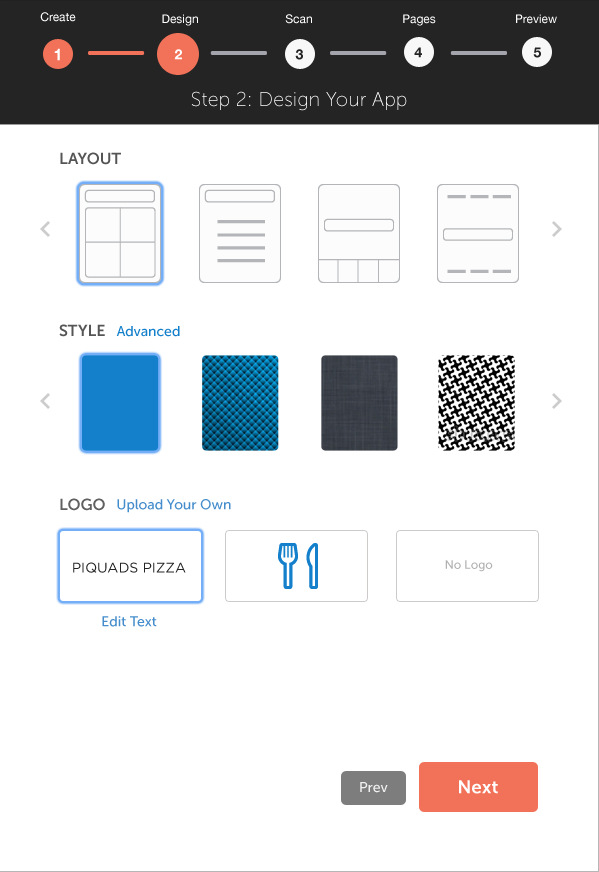 Create Design Scan Pages Preview
1 2 3 4 5
Step 2: Design Your App
LAYOUT
STYLE Advanced
LOGO Upload Your Own
PIQUADS PIZZA
No Logo
Edit Text
Prev Next